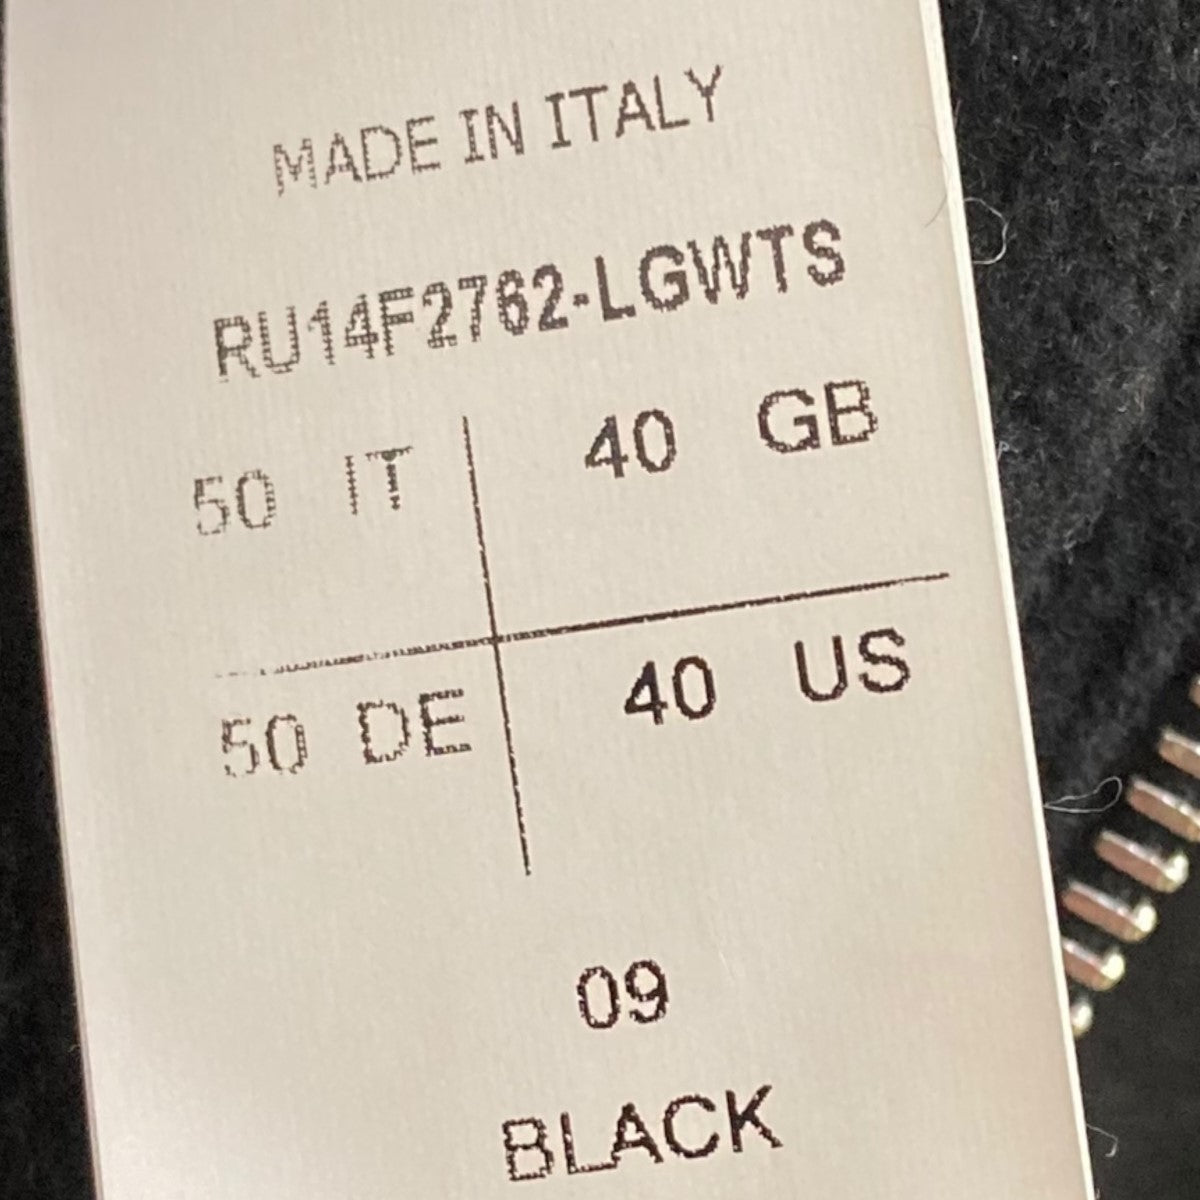 MADE IN ITALY
RU14F2762-LGWTS
50 IT 40 GB
50 DE 40 US
09
BLACK